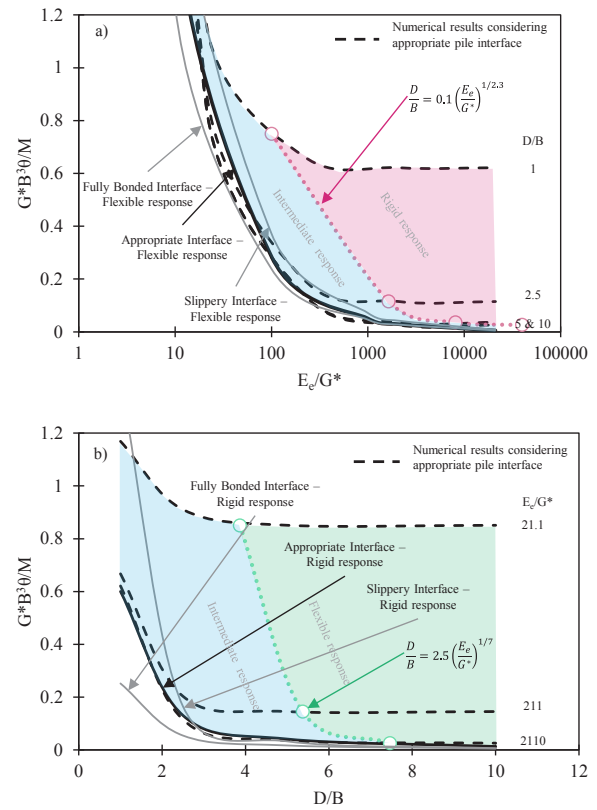 a)
Numerical results considering
appropriate pile interface
D/B = 0.1 (E_e/G*)^{1/2.3}
D/B
1
2.5
5 & 10
Fully Bonded Interface –
Flexible response
Appropriate Interface –
Flexible response
Slippery Interface –
Flexible response
Intermediate response
Rigid response
G*B³θ/M
1.2
1
0.8
0.6
0.4
0.2
0
1 10 100 1000 10000 100000
E_e/G*
b)
Numerical results considering
appropriate pile interface
Fully Bonded Interface –
Rigid response
E_e/G*
21.1
211
2110
Appropriate Interface –
Rigid response
Slippery Interface –
Rigid response
Intermediate response
Flexible response
D/B = 2.5 (E_e/G*)^{1/7}
G*B³θ/M
1.2
1
0.8
0.6
0.4
0.2
0
0 2 4 6 8 10 12
D/B